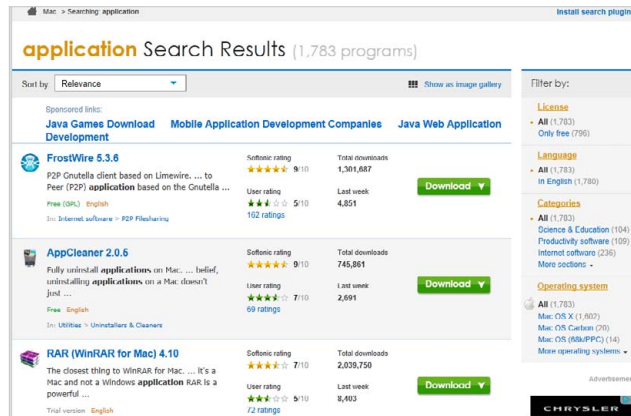 Mac > Searching: application
Install search plugin
application Search Results (1,783 programs)
Sort by Relevance
Show as image gallery
Sponsored links:
Java Games Download Development
Mobile Application Development Companies
Java Web Application
FrostWire 5.3.6
P2P Gnutella client based on Limewire. ... to
Peer (P2P) application based on the Gnutella ...
Free (GPL) English
In: Internet software > P2P Filesharing
Softonic rating
9/10
User rating
5/10
162 ratings
Total downloads
1,301,687
Last week
4,851
Download
AppCleaner 2.0.5
Fully uninstall applications on Mac. ... belief,
uninstalling applications on a Mac doesn't
just ...
Free English
In: Utilities > Uninstallers & Cleaners
Softonic rating
9/10
User rating
7/10
69 ratings
Total downloads
745,861
Last week
2,691
Download
RAR (WinRAR for Mac) 4.10
The closest thing to WinRAR for Mac. ... It's a
Mac and not a Windows application RAR is a
powerful ...
Trial version English
Softonic rating
7/10
User rating
5/10
72 ratings
Total downloads
2,039,750
Last week
8,403
Download
Filter by:
License
All (1,783)
Only free (796)
Language
All (1,783)
In English (1,780)
Categories
All (1,783)
Science & Education (104)
Productivity software (109)
Internet software (236)
More sections
Operating system
All (1,783)
Mac OS X (1,602)
Mac OS Carbon (20)
Mac OS (68k/PPC) (14)
More operating systems
Advertisemen
CHRYSLER